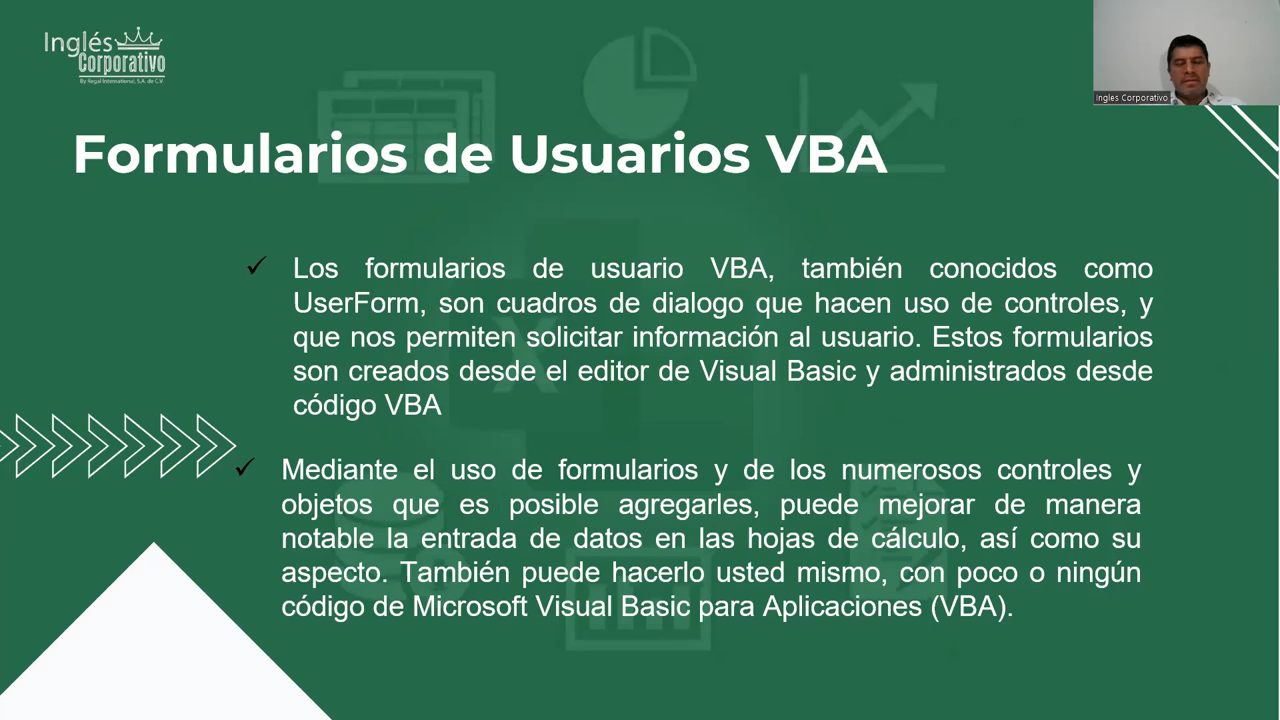 Inglés
Corporativo
By Regal International, S.A. de C.V.
Ingles Corporativo
Formularios de Usuarios VBA
Los formularios de usuario VBA, también conocidos como
UserForm, son cuadros de dialogo que hacen uso de controles, y
que nos permiten solicitar información al usuario. Estos formularios
son creados desde el editor de Visual Basic y administrados desde
código VBA
Mediante el uso de formularios y de los numerosos controles y
objetos que es posible agregarles, puede mejorar de manera
notable la entrada de datos en las hojas de cálculo, así como su
aspecto. También puede hacerlo usted mismo, con poco o ningún
código de Microsoft Visual Basic para Aplicaciones (VBA).